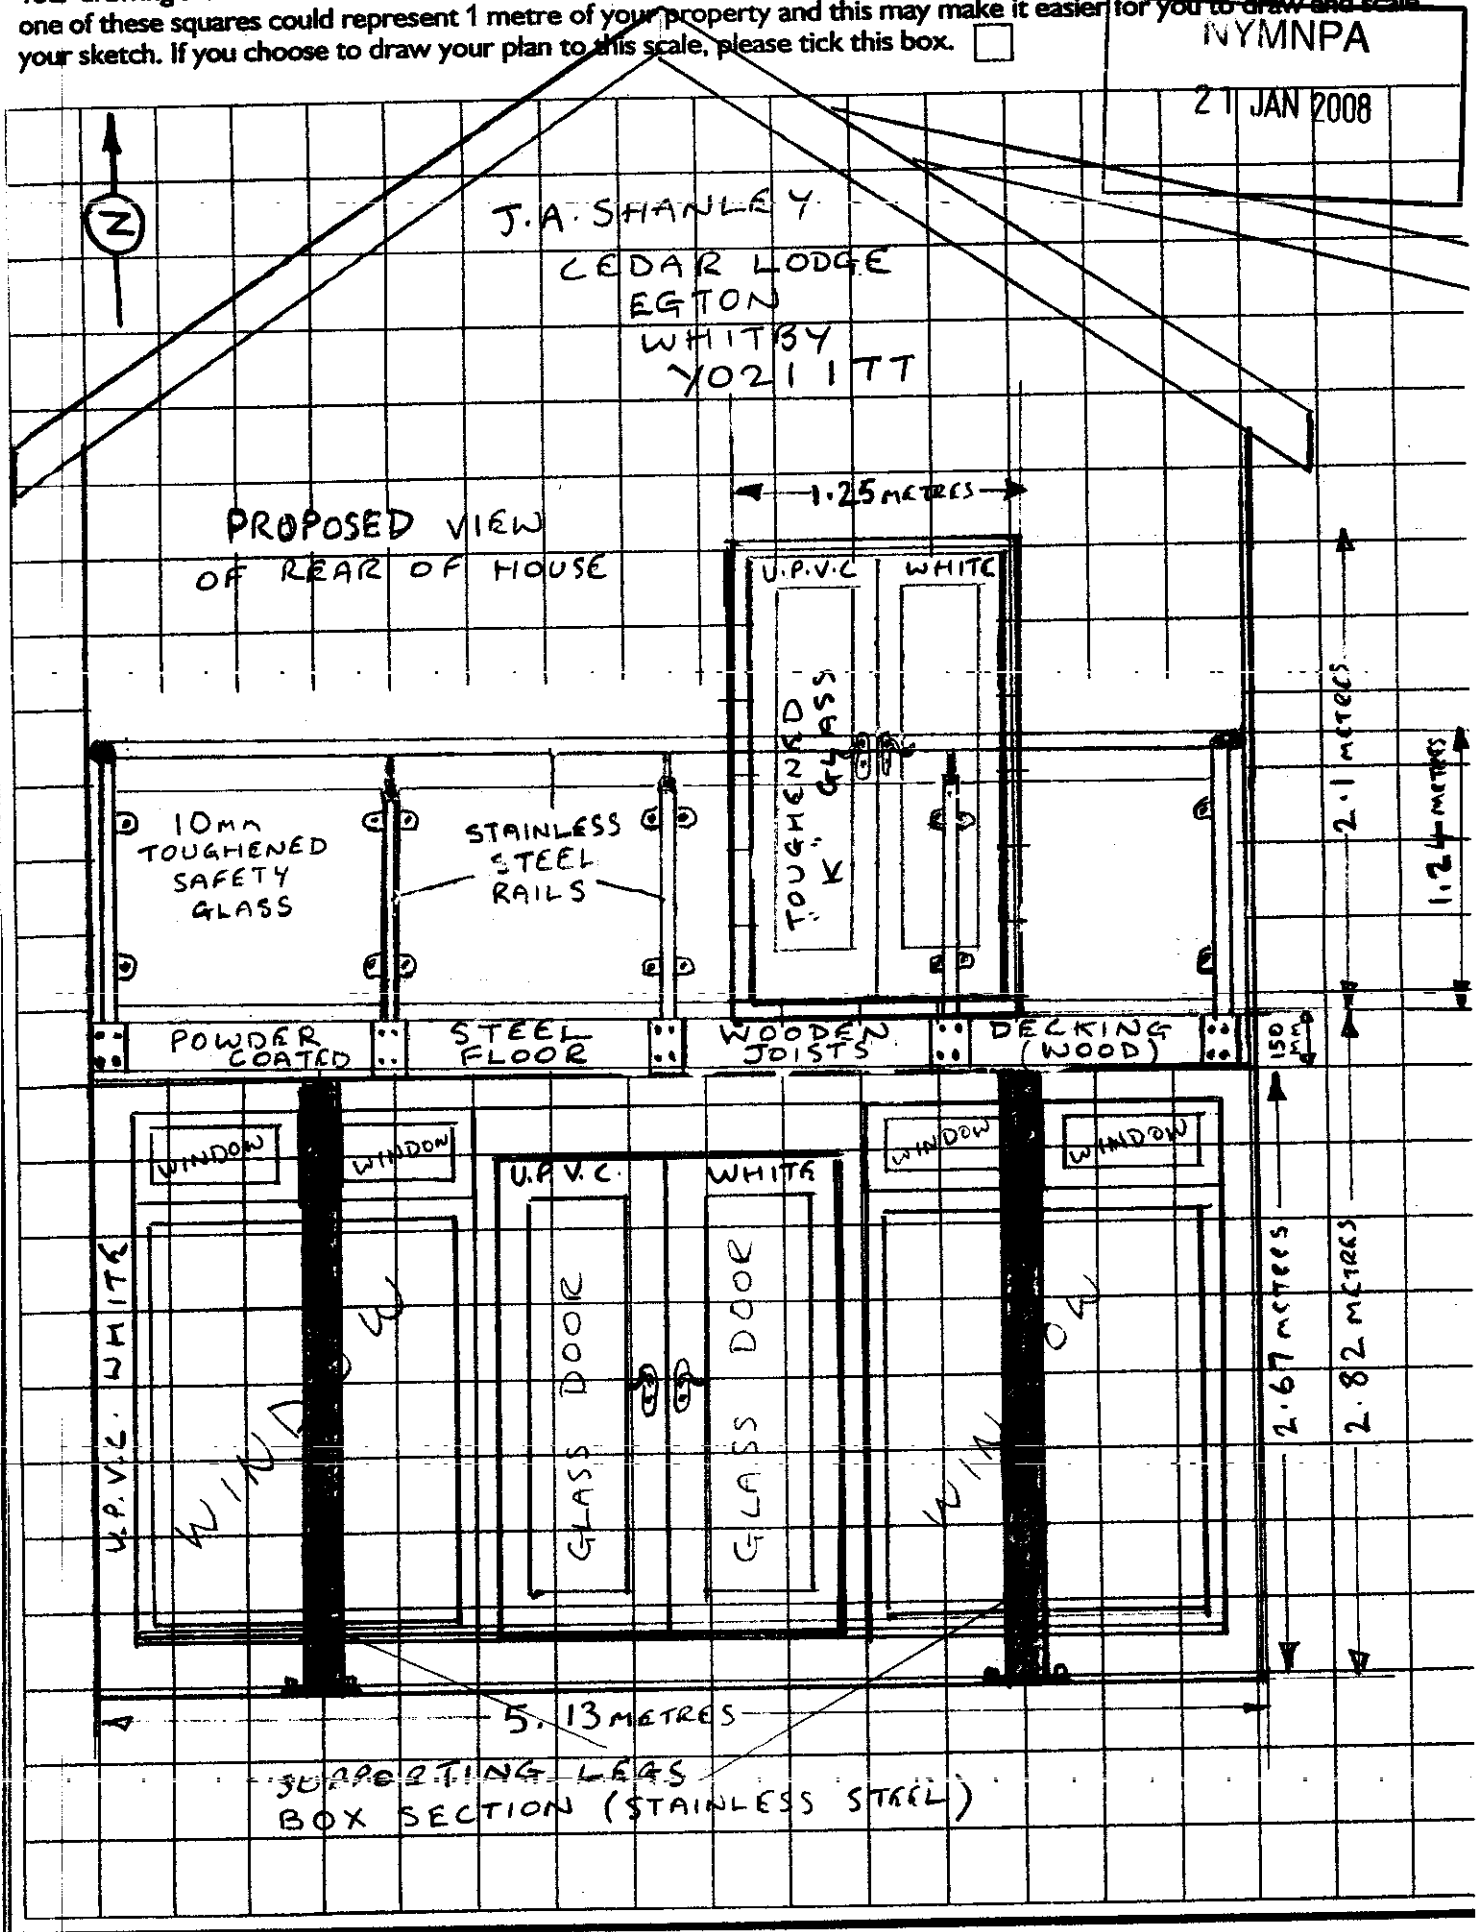 one of these squares could represent 1 metre of your property and this may make it easier for you to draw and scale
your sketch. If you choose to draw your plan to this scale, please tick this box.
NYMNPA
21 JAN 2008
N
J.A. SHANLEY
CEDAR LODGE
EGTON
WHITBY
YO21 1TT
1.25 METRES
PROPOSED VIEW
OF REAR OF HOUSE
U.P.V.C WHITE
TOUGHENED
"K" GLASS
2.1 METRES
1.24 METRES
10MM
TOUGHENED
SAFETY
GLASS
STAINLESS
STEEL
RAILS
POWDER
COATED
STEEL
FLOOR
WOODEN
JOISTS
DECKING
(WOOD)
150
MM
WINDOW
WINDOW
WINDOW
WINDOW
U.P.V.C. WHITE
U.P.V.C. WHITE
WINDOW
GLASS DOOR
GLASS DOOR
WINDOW
2.67 METRES
2.82 METRES
5.13 METRES
SUPPORTING LEGS
BOX SECTION (STAINLESS STEEL)